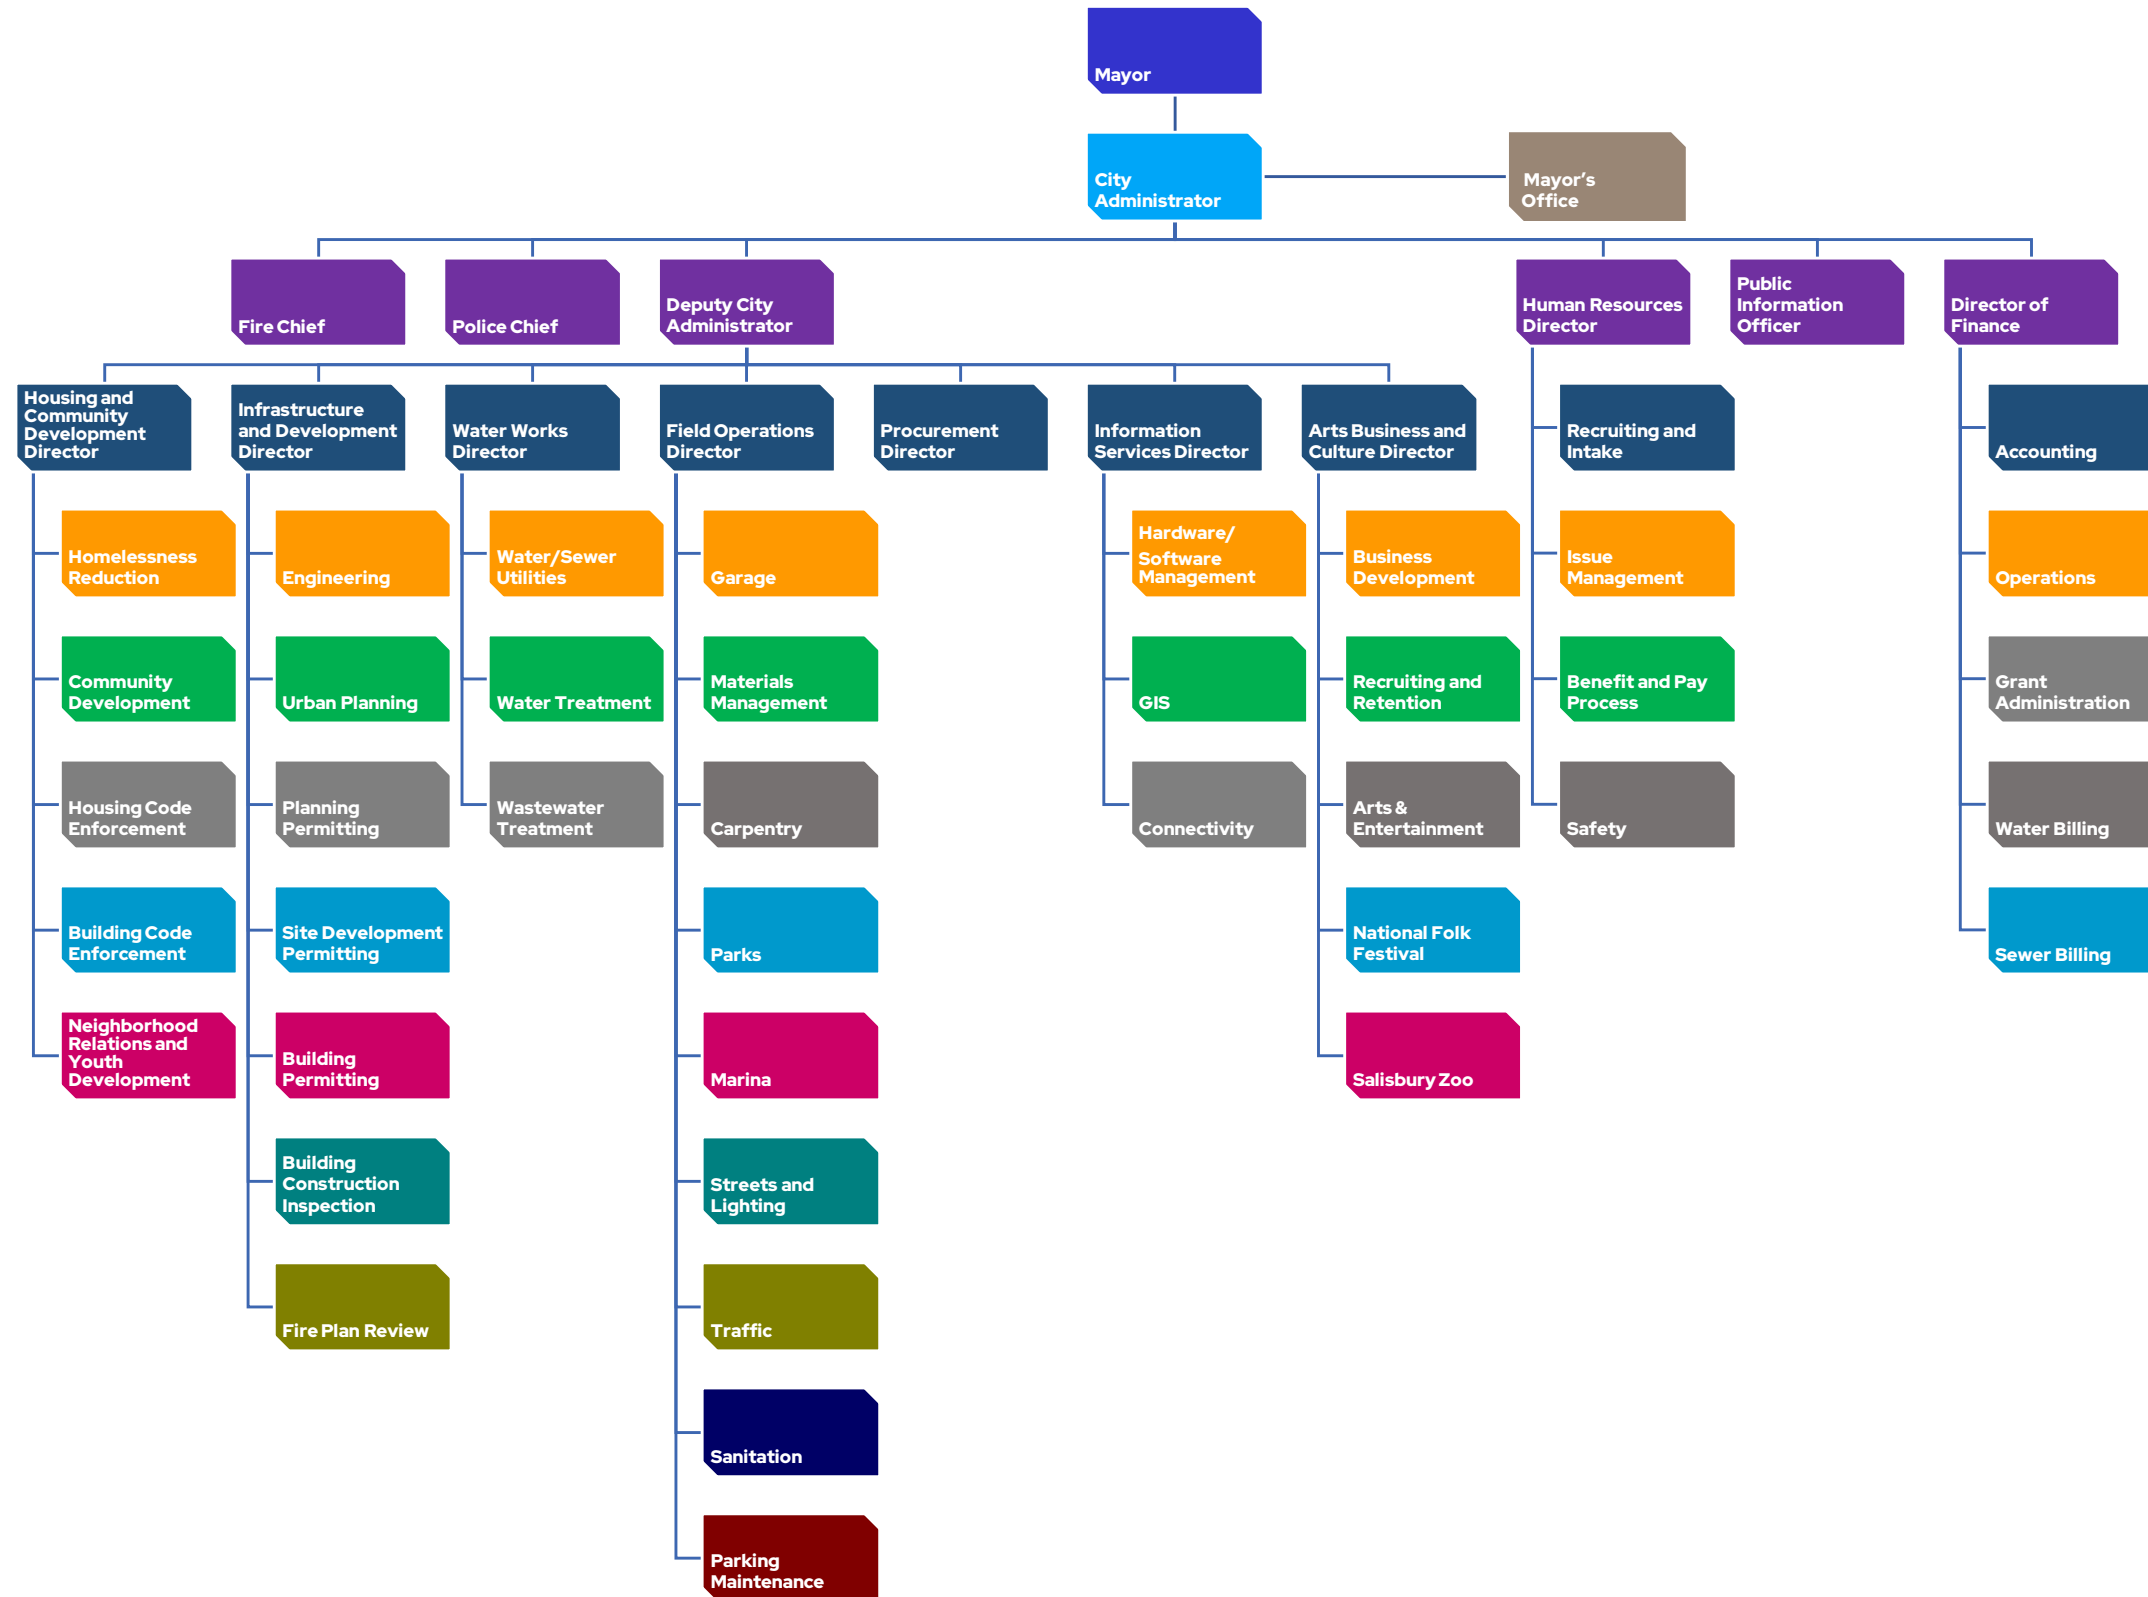 Mayor
City
Administrator
Mayor's
Office
Fire Chief
Police Chief
Deputy City
Administrator
Human Resources
Director
Public
Information
Officer
Director of
Finance
Housing and
Community
Development
Director
Infrastructure
and Development
Director
Water Works
Director
Field Operations
Director
Procurement
Director
Information
Services Director
Arts Business and
Culture Director
Recruiting and
Intake
Accounting
Homelessness
Reduction
Engineering
Water/Sewer
Utilities
Garage
Hardware/
Software
Management
Business
Development
Issue
Management
Operations
Community
Development
Urban Planning
Water Treatment
Materials
Management
GIS
Recruiting and
Retention
Benefit and Pay
Process
Grant
Administration
Housing Code
Enforcement
Planning
Permitting
Wastewater
Treatment
Carpentry
Connectivity
Arts &
Entertainment
Safety
Water Billing
Building Code
Enforcement
Site Development
Permitting
Parks
National Folk
Festival
Sewer Billing
Neighborhood
Relations and
Youth
Development
Building
Permitting
Marina
Salisbury Zoo
Building
Construction
Inspection
Streets and
Lighting
Fire Plan Review
Traffic
Sanitation
Parking
Maintenance